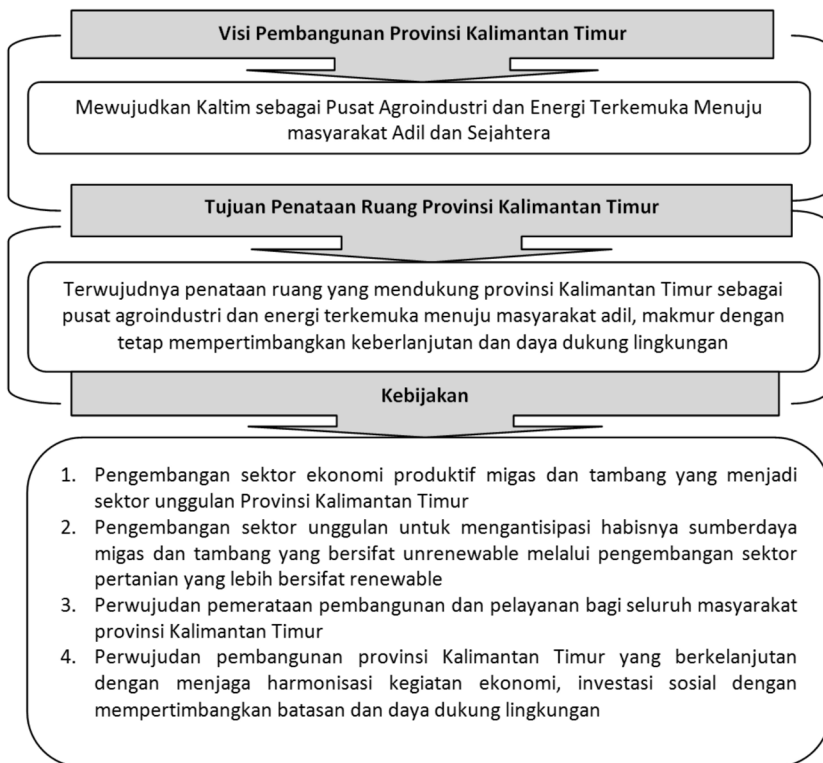 Visi Pembangunan Provinsi Kalimantan Timur
Mewujudkan Kaltim sebagai Pusat Agroindustri dan Energi Terkemuka Menuju
masyarakat Adil dan Sejahtera
Tujuan Penataan Ruang Provinsi Kalimantan Timur
Terwujudnya penataan ruang yang mendukung provinsi Kalimantan Timur sebagai
pusat agroindustri dan energi terkemuka menuju masyarakat adil, makmur dengan
tetap mempertimbangkan keberlanjutan dan daya dukung lingkungan
Kebijakan
1. Pengembangan sektor ekonomi produktif migas dan tambang yang menjadi
sektor unggulan Provinsi Kalimantan Timur
2. Pengembangan sektor unggulan untuk mengantisipasi habisnya sumberdaya
migas dan tambang yang bersifat unrenewable melalui pengembangan sektor
pertanian yang lebih bersifat renewable
3. Perwujudan pemerataan pembangunan dan pelayanan bagi seluruh masyarakat
provinsi Kalimantan Timur
4. Perwujudan pembangunan provinsi Kalimantan Timur yang berkelanjutan
dengan menjaga harmonisasi kegiatan ekonomi, investasi sosial dengan
mempertimbangkan batasan dan daya dukung lingkungan